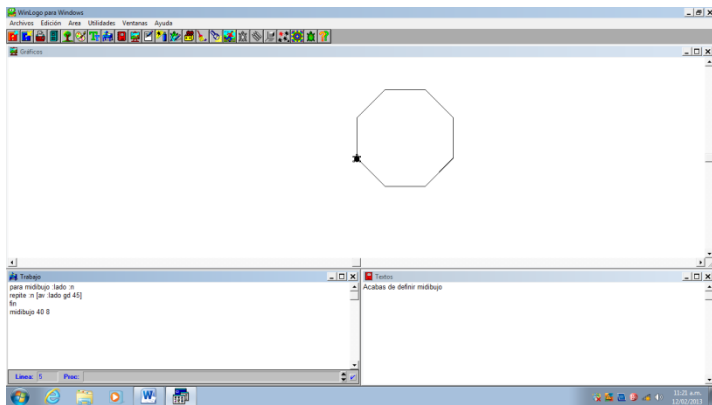 WinLogo para Windows
Archivos Edición Area Utilidades Ventanas Ayuda
Gráficos
Trabajo
para midibujo :lado :n
repite :n [av :lado gd 45]
fin
midibujo 40 8
Línea: 5 Proc:
Textos
Acabas de definir midibujo
11:21 a.m.
12/02/2013